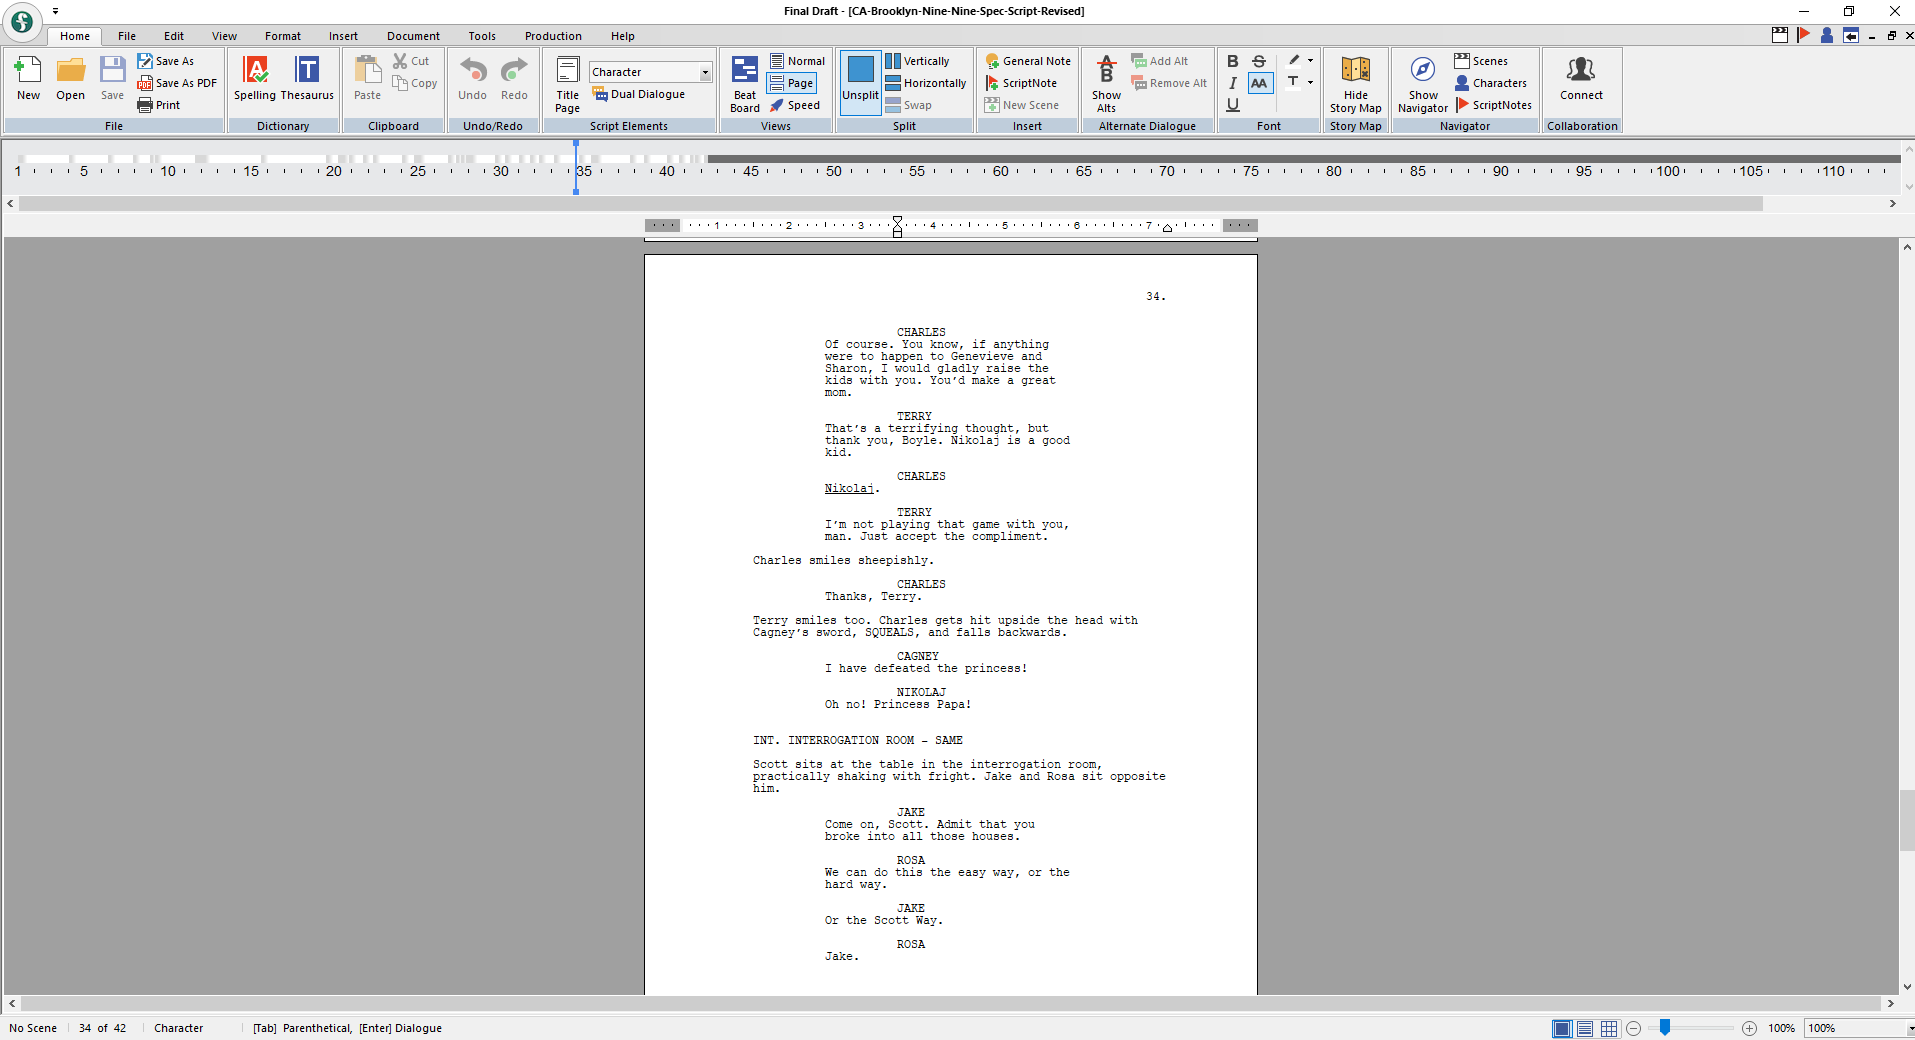 Final Draft - [CA-Brooklyn-Nine-Nine-Spec-Script-Revised]
Home File Edit View Format Insert Document Tools Production Help
New Open Save Save As Save As PDF Print
File
Spelling Thesaurus
Dictionary
Paste Cut Copy
Clipboard
Undo Redo
Undo/Redo
Title Page Character Dual Dialogue
Script Elements
Beat Board Normal Page Speed
Views
Unsplit Vertically Horizontally Swap
Split
General Note ScriptNote New Scene
Insert
Show Alts Add Alt Remove Alt
Alternate Dialogue
B S I AA T U
Font
Hide Story Map
Story Map
Show Navigator Scenes Characters ScriptNotes
Navigator
Connect
Collaboration
1 5 10 15 20 25 30 35 40 45 50 55 60 65 70 75 80 85 90 95 100 105 110
1 2 3 4 5 6 7
34.
CHARLES
Of course. You know, if anything
were to happen to Genevieve and
Sharon, I would gladly raise the
kids with you. You’d make a great
mom.
TERRY
That’s a terrifying thought, but
thank you, Boyle. Nikolaj is a good
kid.
CHARLES
Nikolaj.
TERRY
I’m not playing that game with you,
man. Just accept the compliment.
Charles smiles sheepishly.
CHARLES
Thanks, Terry.
Terry smiles too. Charles gets hit upside the head with
Cagney’s sword, SQUEALS, and falls backwards.
CAGNEY
I have defeated the princess!
NIKOLAJ
Oh no! Princess Papa!
INT. INTERROGATION ROOM - SAME
Scott sits at the table in the interrogation room,
practically shaking with fright. Jake and Rosa sit opposite
him.
JAKE
Come on, Scott. Admit that you
broke into all those houses.
ROSA
We can do this the easy way, or the
hard way.
JAKE
Or the Scott Way.
ROSA
Jake.
No Scene 34 of 42 Character [Tab] Parenthetical, [Enter] Dialogue 100% 100%